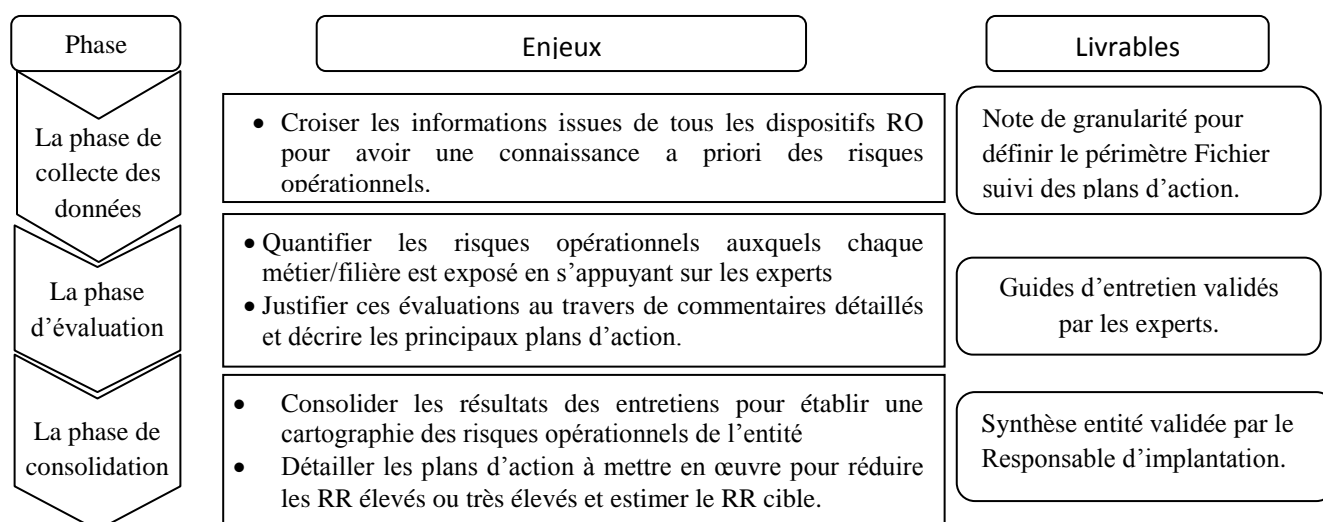 Phase
Enjeux
Livrables
La phase de
collecte des
données
• Croiser les informations issues de tous les dispositifs RO
pour avoir une connaissance a priori des risques
opérationnels.
Note de granularité pour
définir le périmètre Fichier
suivi des plans d’action.
La phase
d’évaluation
• Quantifier les risques opérationnels auxquels chaque
métier/filière est exposé en s’appuyant sur les experts
• Justifier ces évaluations au travers de commentaires détaillés
et décrire les principaux plans d’action.
Guides d’entretien validés
par les experts.
La phase de
consolidation
• Consolider les résultats des entretiens pour établir une
cartographie des risques opérationnels de l’entité
• Détailler les plans d’action à mettre en œuvre pour réduire
les RR élevés ou très élevés et estimer le RR cible.
Synthèse entité validée par le
Responsable d’implantation.